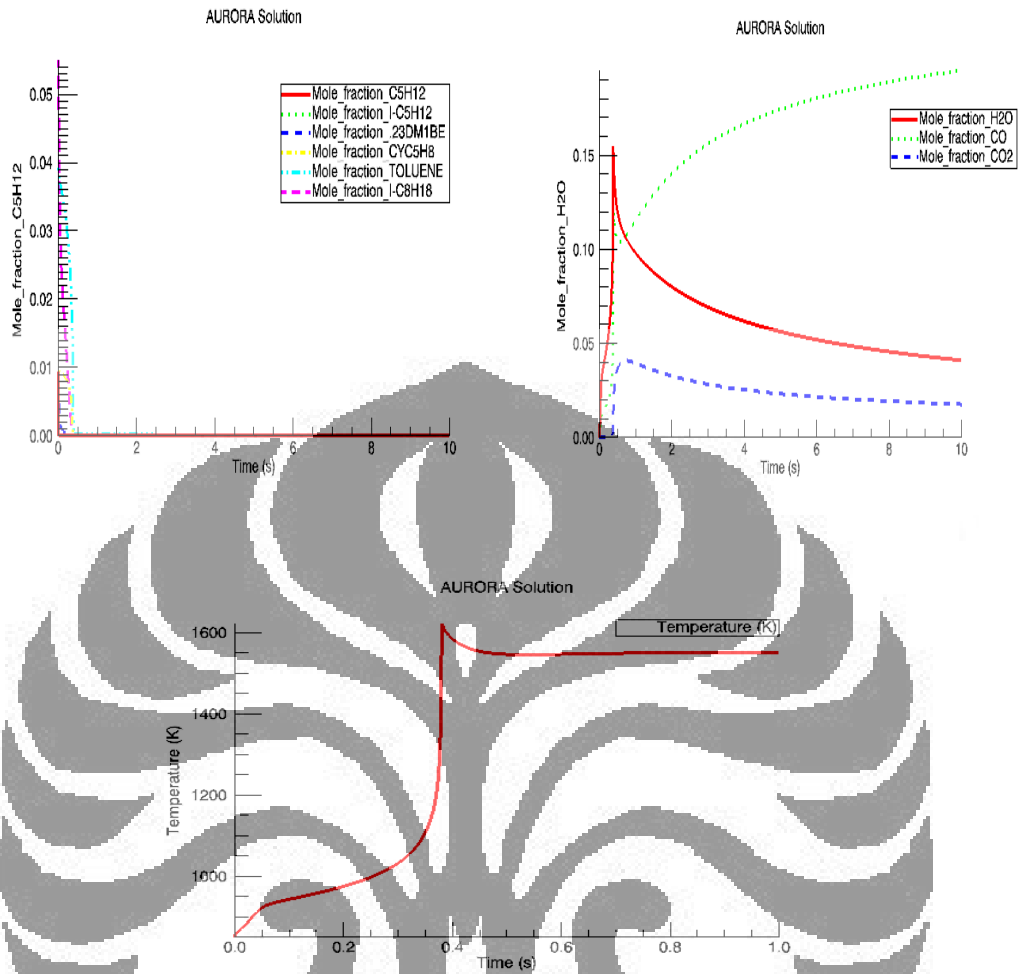 AURORA Solution
Mole_fraction_C5H12
Mole_fraction_I-C5H12
Mole_fraction_.23DM1BE
Mole_fraction_CYC5H8
Mole_fraction_TOLUENE
Mole_fraction_I-C8H18
Mole_fraction_C5H12
0.05
0.04
0.03
0.02
0.01
0.00
0 2 4 6 8 10
Time (s)
AURORA Solution
Mole_fraction_H2O
Mole_fraction_CO
Mole_fraction_CO2
Mole_fraction_H2O
0.15
0.10
0.05
0.00
0 2 4 6 8 10
Time (s)
AURORA Solution
Temperature (K)
Temperature (K)
1600
1400
1200
1000
0.0 0.2 0.4 0.6 0.8 1.0
Time (s)